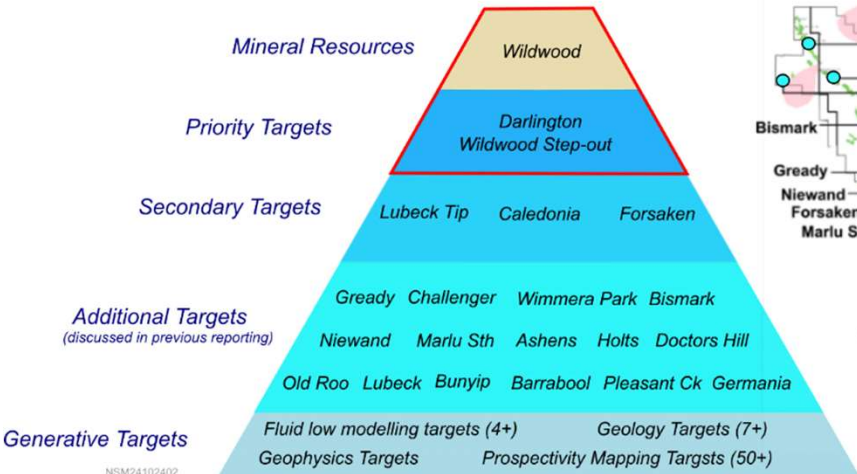 Mineral Resources
Wildwood
Priority Targets
Darlington
Wildwood Step-out
Secondary Targets
Lubeck Tip Caledonia Forsaken
Additional Targets
(discussed in previous reporting)
Gready Challenger Wimmera Park Bismark
Niewand Marlu Sth Ashens Holts Doctors Hill
Old Roo Lubeck Bunyip Barrabool Pleasant Ck Germania
Generative Targets
Fluid low modelling targets (4+) Geology Targets (7+)
Geophysics Targets Prospectivity Mapping Targsts (50+)
NSM24102402
Bismark
Gready
Niewand
Forsaken
Marlu S